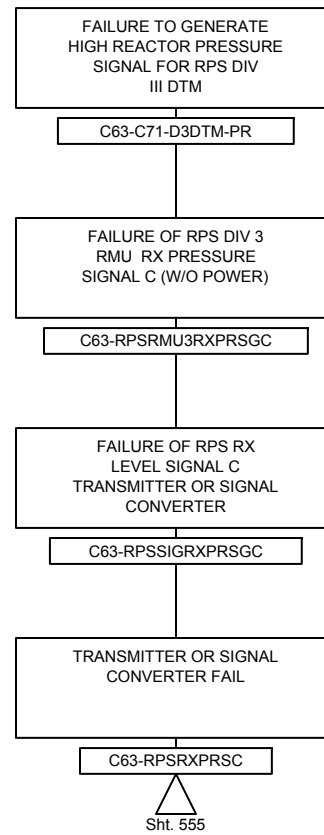 FAILURE TO GENERATE
HIGH REACTOR PRESSURE
SIGNAL FOR RPS DIV
III DTM
C63-C71-D3DTM-PR
FAILURE OF RPS DIV 3
RMU RX PRESSURE
SIGNAL C (W/O POWER)
C63-RPSRMU3RXPRSGC
FAILURE OF RPS RX
LEVEL SIGNAL C
TRANSMITTER OR SIGNAL
CONVERTER
C63-RPSSIGRXPRSGC
TRANSMITTER OR SIGNAL
CONVERTER FAIL
C63-RPSRXPRSC
Sht. 555